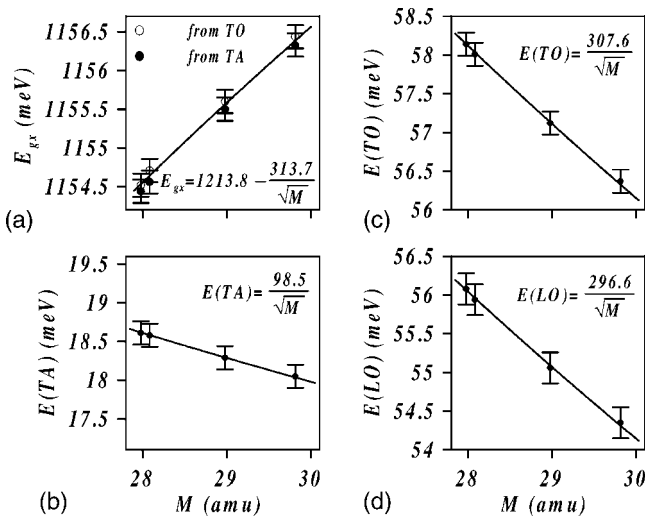 1156.5
1156
1155.5
1155
1154.5
E_gx (meV)
from TO
from TA
E_gx=1213.8 − 313.7/√M
(a)
58.5
58
57.5
57
56.5
56
E(TO) (meV)
E(TO)= 307.6/√M
(c)
19.5
19
18.5
18
17.5
E(TA) (meV)
E(TA)= 98.5/√M
28 29 30
M (amu)
(b)
56.5
56
55.5
55
54.5
54
E(LO) (meV)
E(LO)= 296.6/√M
28 29 30
M (amu)
(d)